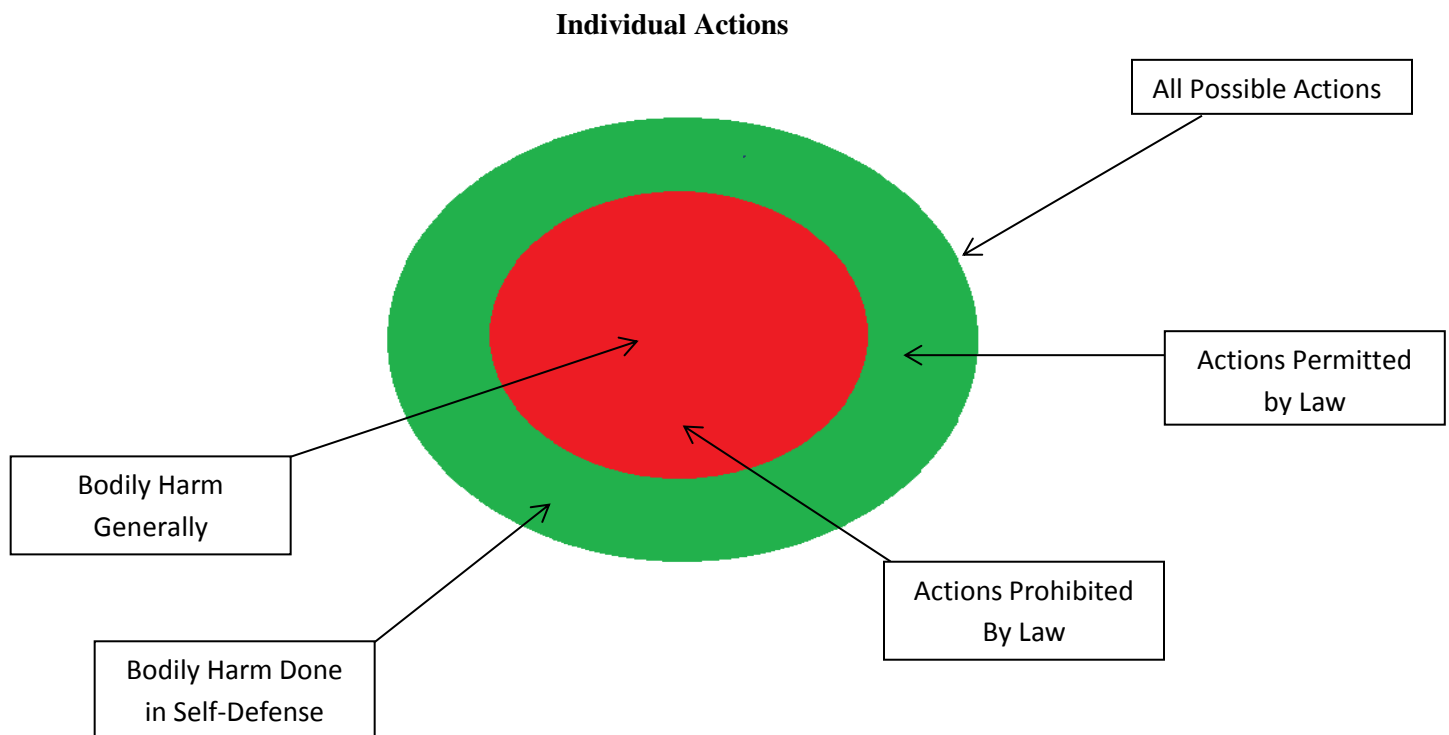 Individual Actions
All Possible Actions
Actions Permitted
by Law
Bodily Harm
Generally
Actions Prohibited
By Law
Bodily Harm Done
in Self-Defense